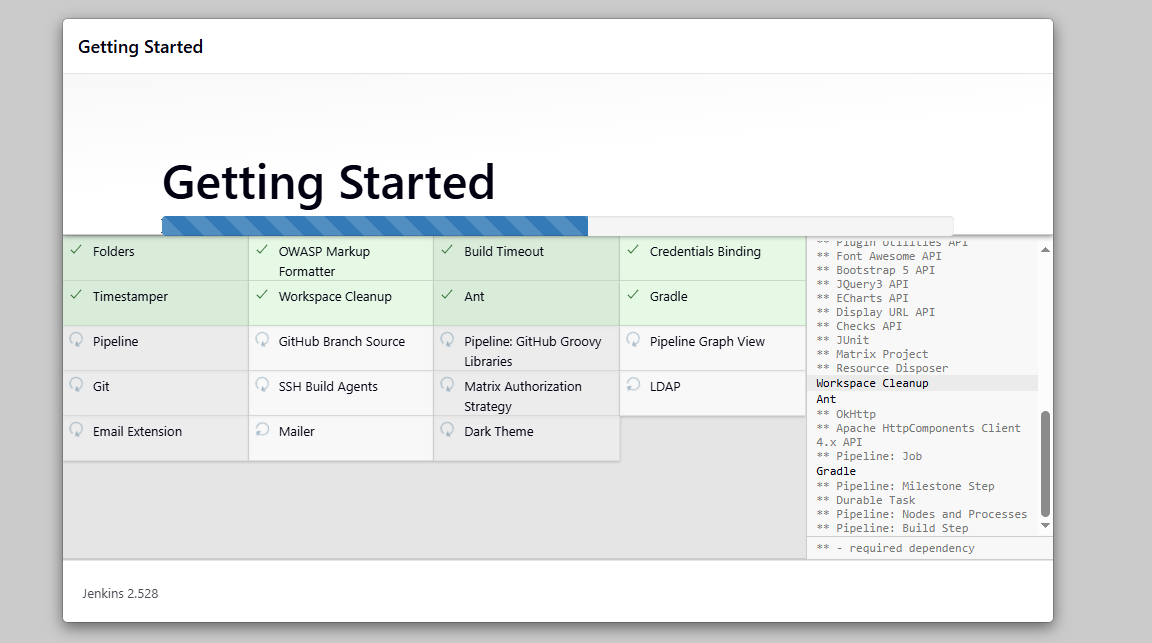 Getting Started
Getting Started
Folders
OWASP Markup
Formatter
Build Timeout
Credentials Binding
Timestamper
Workspace Cleanup
Ant
Gradle
Pipeline
GitHub Branch Source
Pipeline: GitHub Groovy
Libraries
Pipeline Graph View
Git
SSH Build Agents
Matrix Authorization
Strategy
LDAP
Email Extension
Mailer
Dark Theme
** Plugin Utilities API
** Font Awesome API
** Bootstrap 5 API
** JQuery3 API
** ECharts API
** Display URL API
** Checks API
** JUnit
** Matrix Project
** Resource Disposer
Workspace Cleanup
Ant
** OkHttp
** Apache HttpComponents Client
4.x API
** Pipeline: Job
Gradle
** Pipeline: Milestone Step
** Durable Task
** Pipeline: Nodes and Processes
** Pipeline: Build Step
** - required dependency
Jenkins 2.528